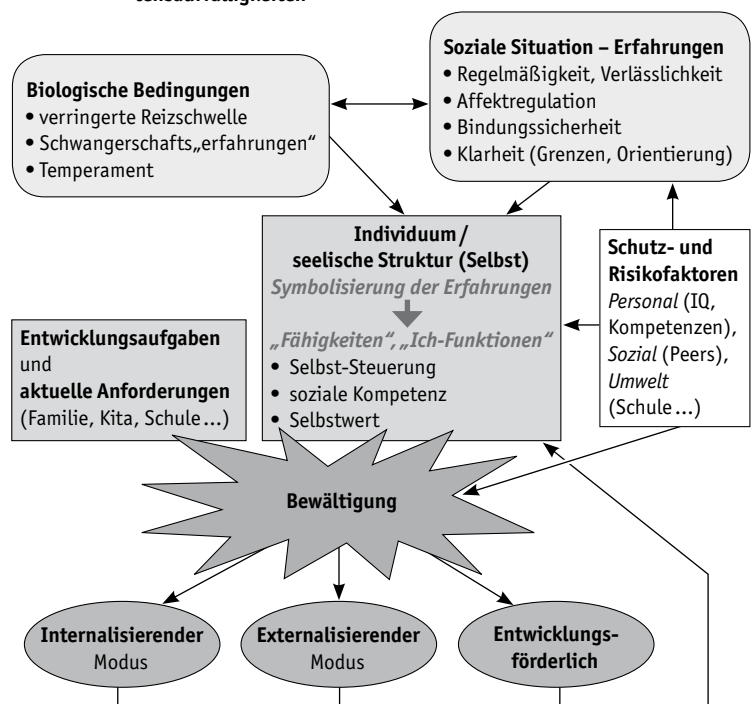 Biologische Bedingungen
• verringerte Reizschwelle
• Schwangerschafts„erfahrungen“
• Temperament
Soziale Situation – Erfahrungen
• Regelmäßigkeit, Verlässlichkeit
• Affektregulation
• Bindungssicherheit
• Klarheit (Grenzen, Orientierung)
Individuum/
seelische Struktur (Selbst)
Symbolisierung der Erfahrungen
„Fähigkeiten“, „Ich-Funktionen“
• Selbst-Steuerung
• soziale Kompetenz
• Selbstwert
Schutz- und
Risikofaktoren
Personal (IQ,
Kompetenzen),
Sozial (Peers),
Umwelt
(Schule...)
Entwicklungsaufgaben
und
aktuelle Anforderungen
(Familie, Kita, Schule...)
Bewältigung
Internalisierender
Modus
Externalisierender
Modus
Entwicklungs-
förderlich